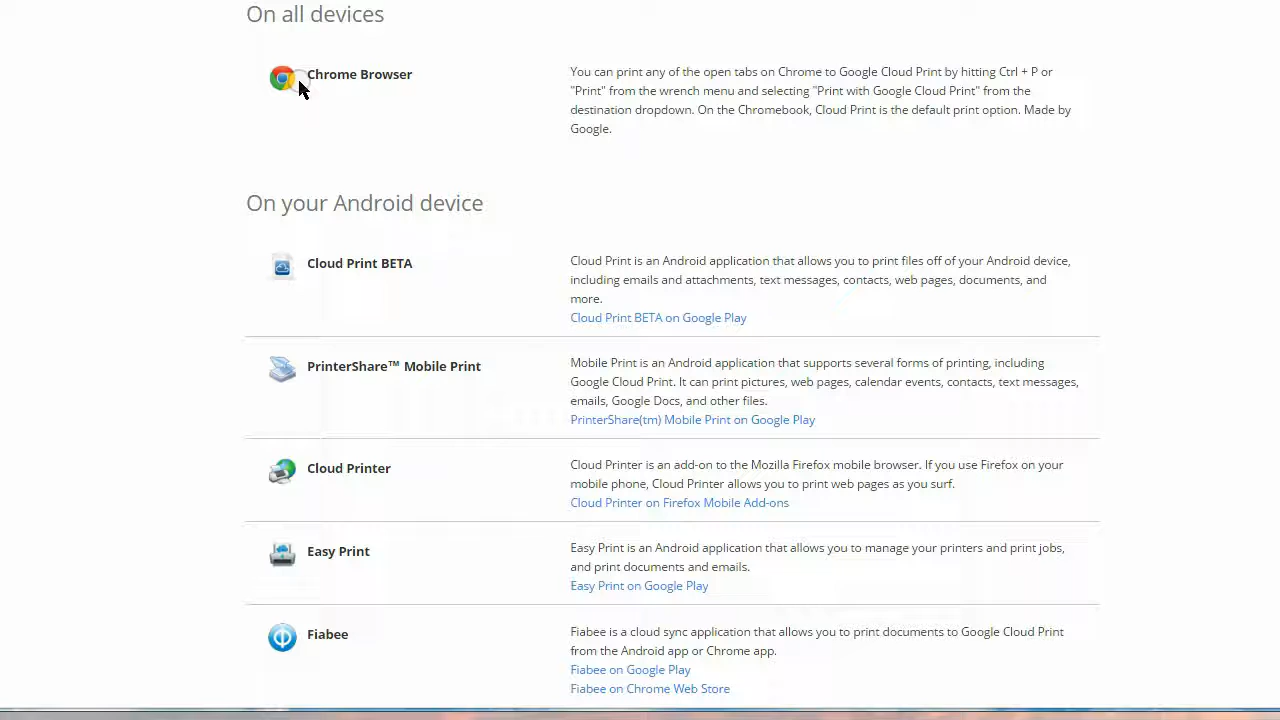 On all devices
Chrome Browser
You can print any of the open tabs on Chrome to Google Cloud Print by hitting Ctrl + P or
"Print" from the wrench menu and selecting "Print with Google Cloud Print" from the
destination dropdown. On the Chromebook, Cloud Print is the default print option. Made by
Google.
On your Android device
Cloud Print BETA
Cloud Print is an Android application that allows you to print files off of your Android device,
including emails and attachments, text messages, contacts, web pages, documents, and
more.
Cloud Print BETA on Google Play
PrinterShare™ Mobile Print
Mobile Print is an Android application that supports several forms of printing, including
Google Cloud Print. It can print pictures, web pages, calendar events, contacts, text messages,
emails, Google Docs, and other files.
PrinterShare(tm) Mobile Print on Google Play
Cloud Printer
Cloud Printer is an add-on to the Mozilla Firefox mobile browser. If you use Firefox on your
mobile phone, Cloud Printer allows you to print web pages as you surf.
Cloud Printer on Firefox Mobile Add-ons
Easy Print
Easy Print is an Android application that allows you to manage your printers and print jobs,
and print documents and emails.
Easy Print on Google Play
Fiabee
Fiabee is a cloud sync application that allows you to print documents to Google Cloud Print
from the Android app or Chrome app.
Fiabee on Google Play
Fiabee on Chrome Web Store